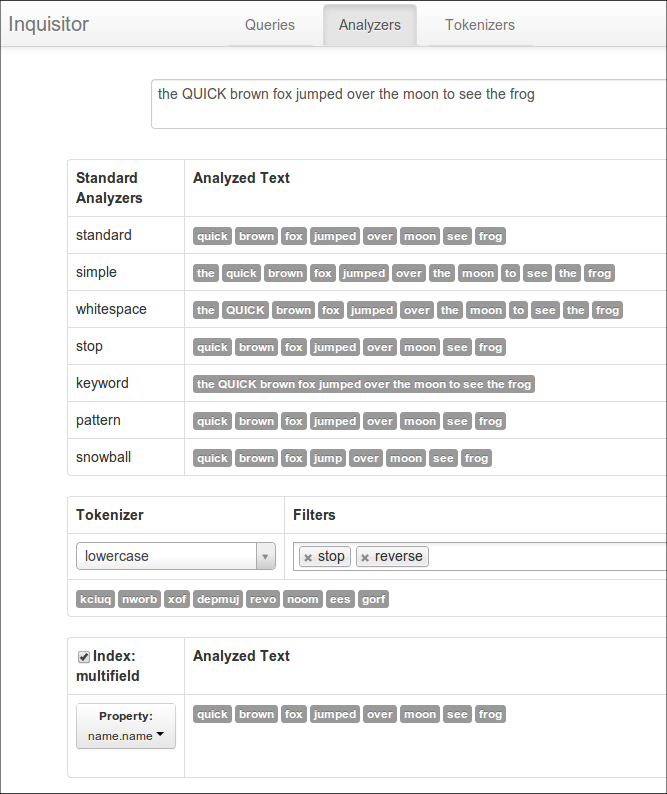 Inquisitor Queries Analyzers Tokenizers
the QUICK brown fox jumped over the moon to see the frog
Standard Analyzers Analyzed Text
standard quick brown fox jumped over moon see frog
simple the quick brown fox jumped over the moon to see the frog
whitespace the QUICK brown fox jumped over the moon to see the frog
stop quick brown fox jumped over moon see frog
keyword the QUICK brown fox jumped over the moon to see the frog
pattern quick brown fox jumped over moon see frog
snowball quick brown fox jump over moon see frog
Tokenizer Filters
lowercase × stop × reverse
kciuq nworb xof depmuj revo noom ees gorf
Index: multifield Analyzed Text
Property: name.name quick brown fox jumped over moon see frog